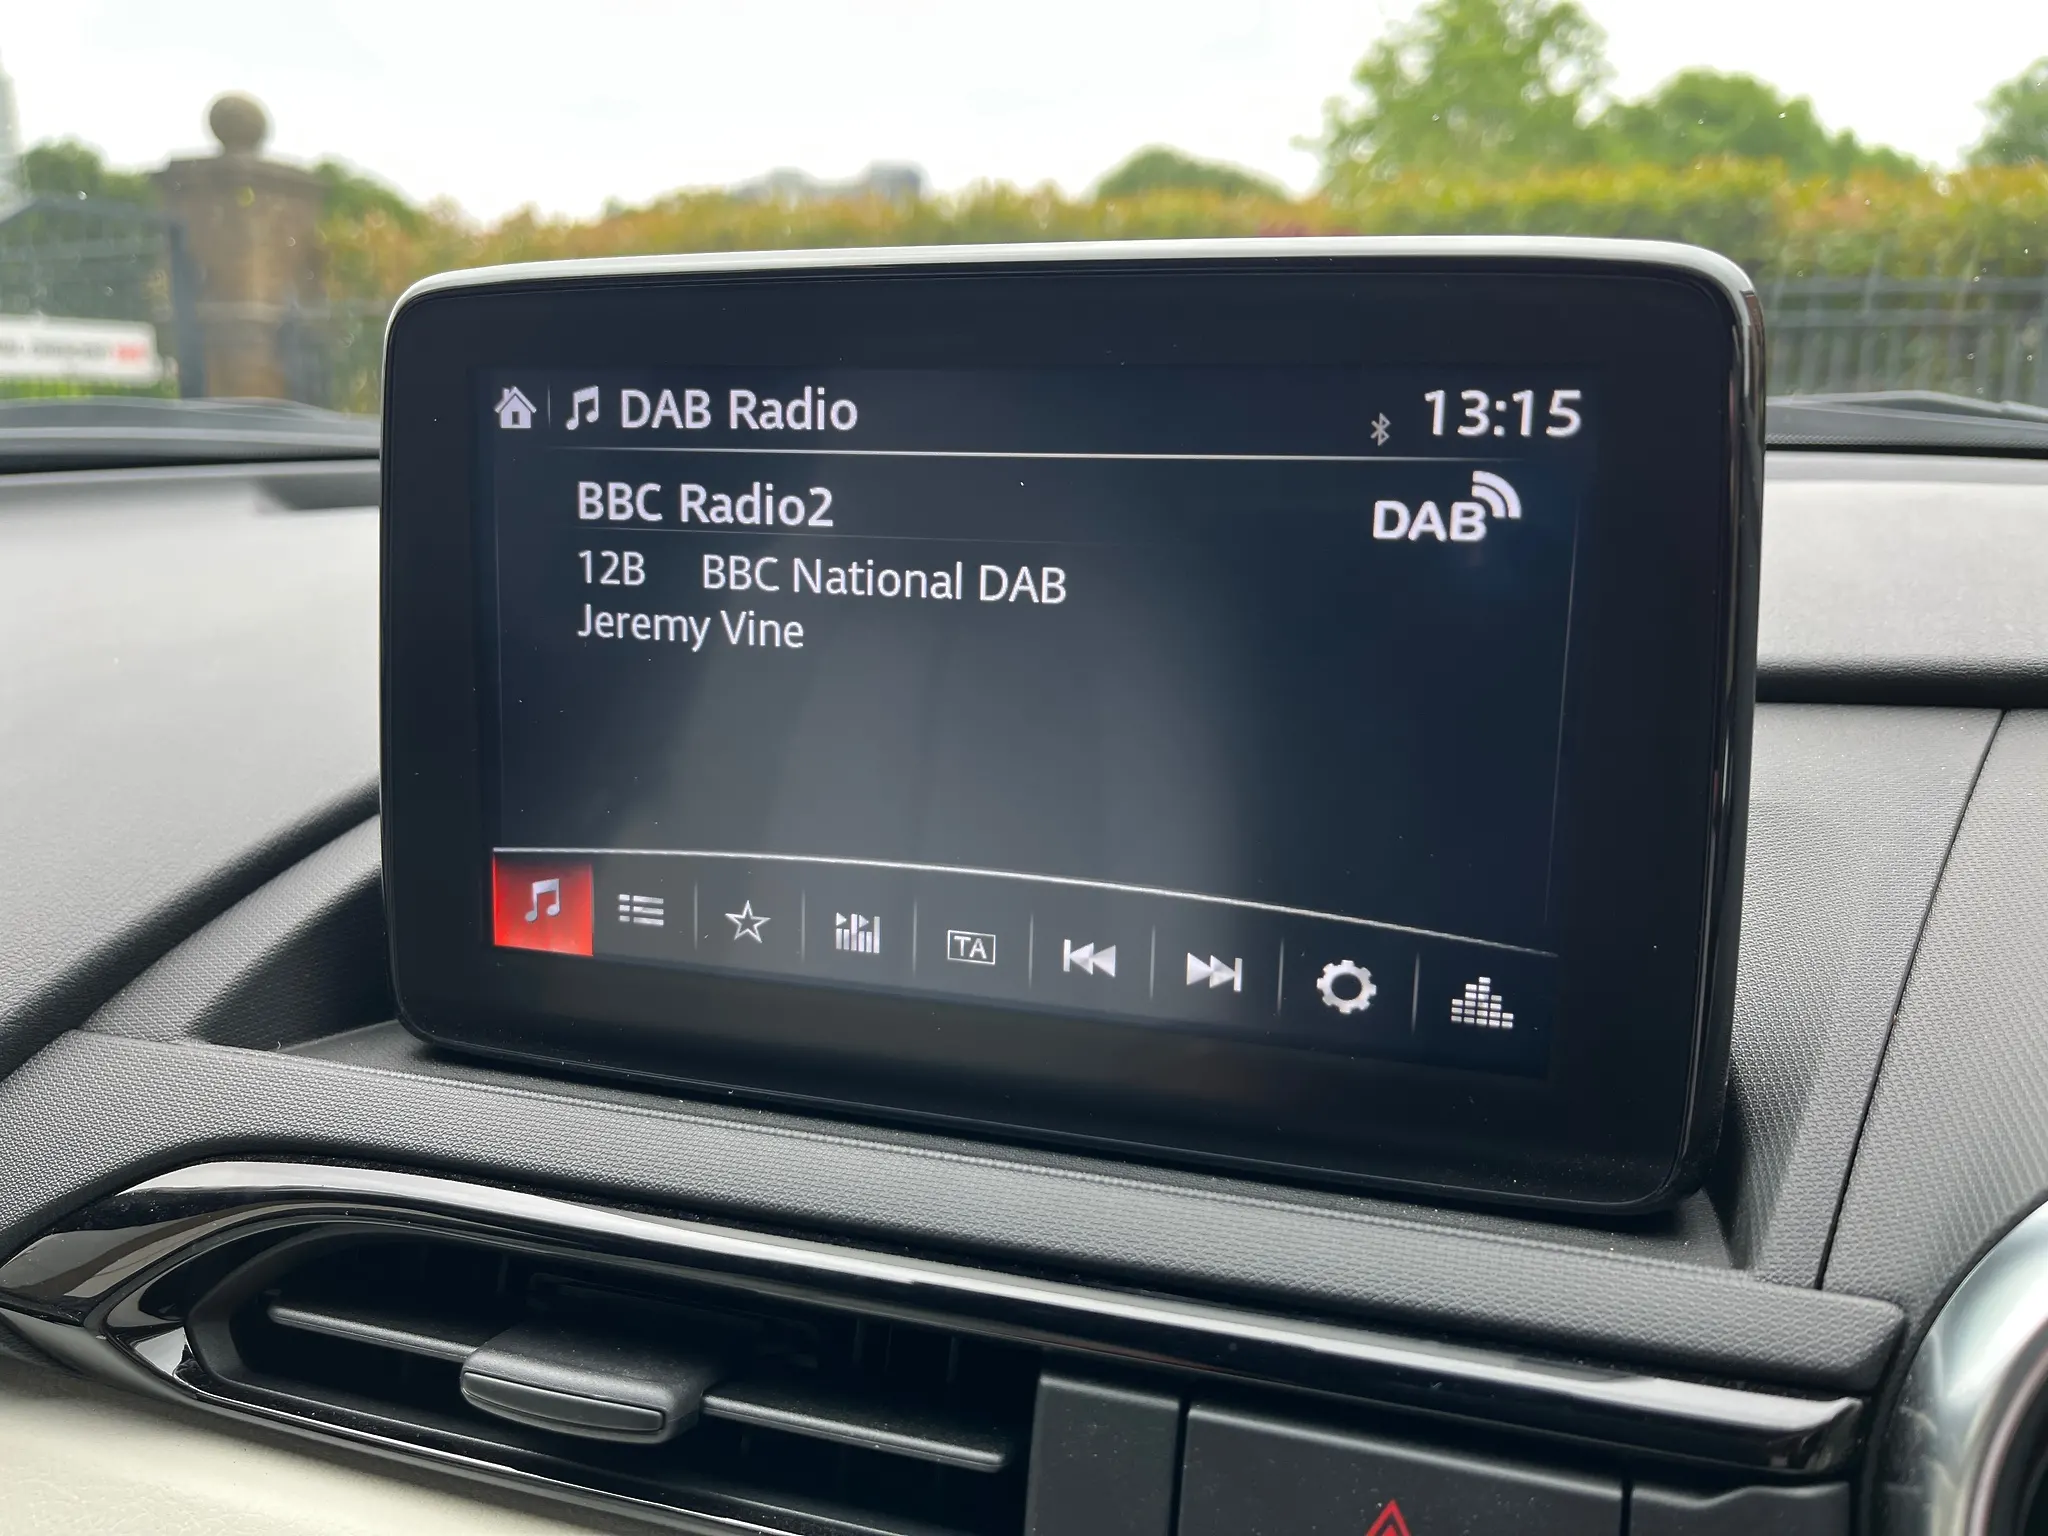 DAB Radio 13:15
BBC Radio2 DAB
12B BBC National DAB
Jeremy Vine
TA